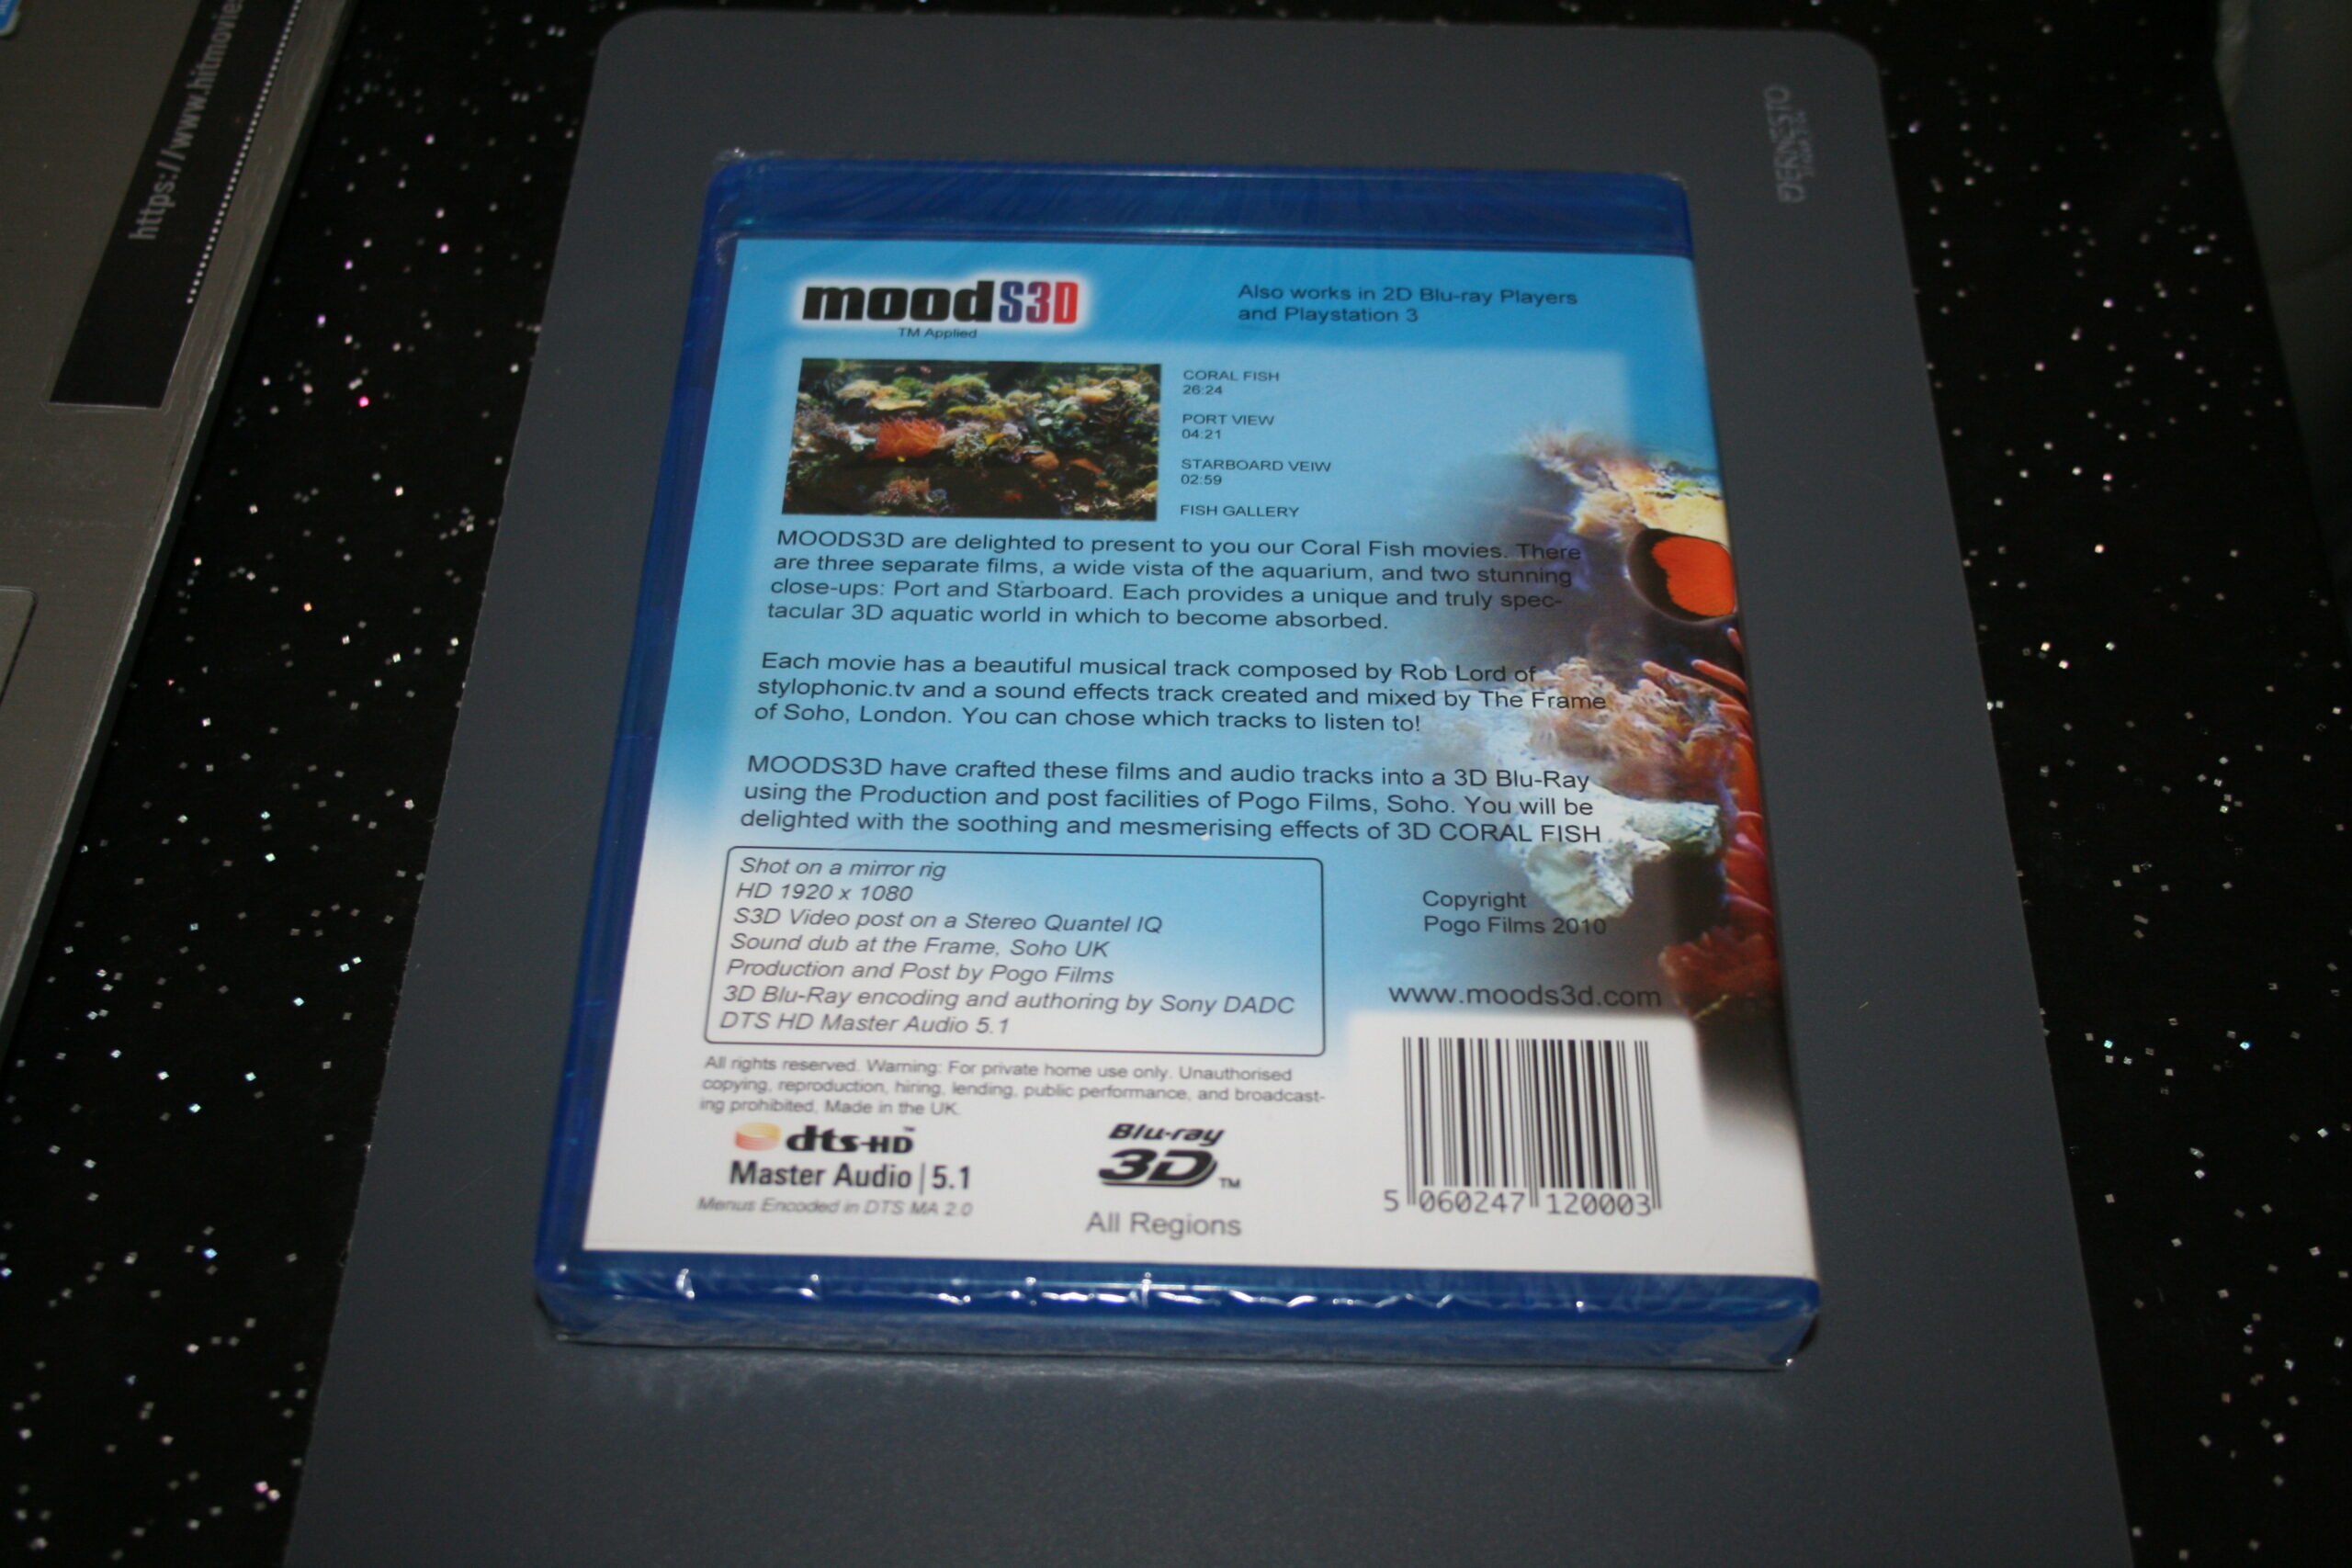 https://www.hitmovies
ERNESTO
moodS3D
TM Applied
Also works in 2D Blu-ray Players
and Playstation 3
CORAL FISH
26:24
PORT VIEW
04:21
STARBOARD VEIW
02:59
FISH GALLERY
MOODS3D are delighted to present to you our Coral Fish movies. There
are three separate films, a wide vista of the aquarium, and two stunning
close-ups: Port and Starboard. Each provides a unique and truly spec-
tacular 3D aquatic world in which to become absorbed.
Each movie has a beautiful musical track composed by Rob Lord of
stylophonic.tv and a sound effects track created and mixed by The Frame
of Soho, London. You can chose which tracks to listen to!
MOODS3D have crafted these films and audio tracks into a 3D Blu-Ray
using the Production and post facilities of Pogo Films, Soho. You will be
delighted with the soothing and mesmerising effects of 3D CORAL FISH
Shot on a mirror rig
HD 1920 x 1080
S3D Video post on a Stereo Quantel IQ
Sound dub at the Frame, Soho UK
Production and Post by Pogo Films
3D Blu-Ray encoding and authoring by Sony DADC
DTS HD Master Audio 5.1
Copyright
Pogo Films 2010
www.moods3d.com
All rights reserved. Warning: For private home use only. Unauthorised
copying, reproduction, hiring, lending, public performance, and broadcast-
ing prohibited. Made in the UK.
dts-HD™
Master Audio | 5.1
Menus Encoded in DTS MA 2.0
Blu-ray
3D™
All Regions
5 060247 120003